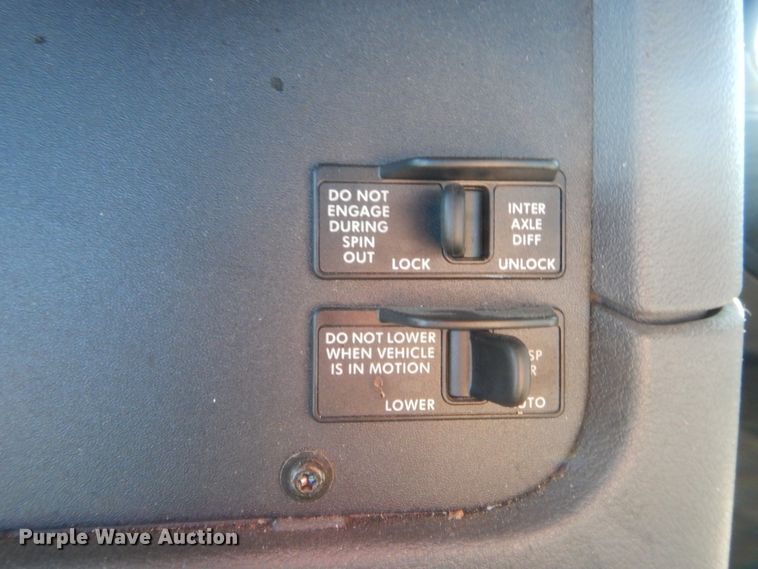 DO NOT
ENGAGE
DURING
SPIN
OUT
LOCK
INTER
AXLE
DIFF
UNLOCK
DO NOT LOWER
WHEN VEHICLE
IS IN MOTION
LOWER
Purple Wave Auction